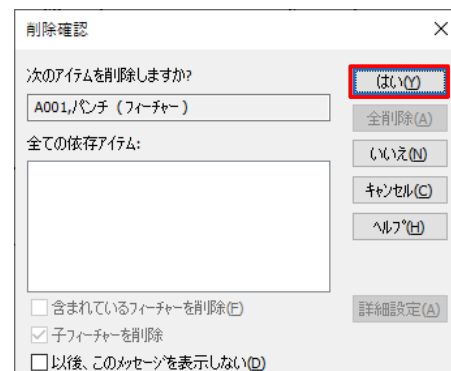 削除確認
次のアイテムを削除しますか?
A001,パンチ (フィーチャー)
全ての依存アイテム:
はい(Y)
全削除(A)
いいえ(N)
キャンセル(C)
ヘルプ(H)
含まれているフィーチャーを削除(F)
詳細設定(A)
子フィーチャーを削除
以後、このメッセージを表示しない(D)